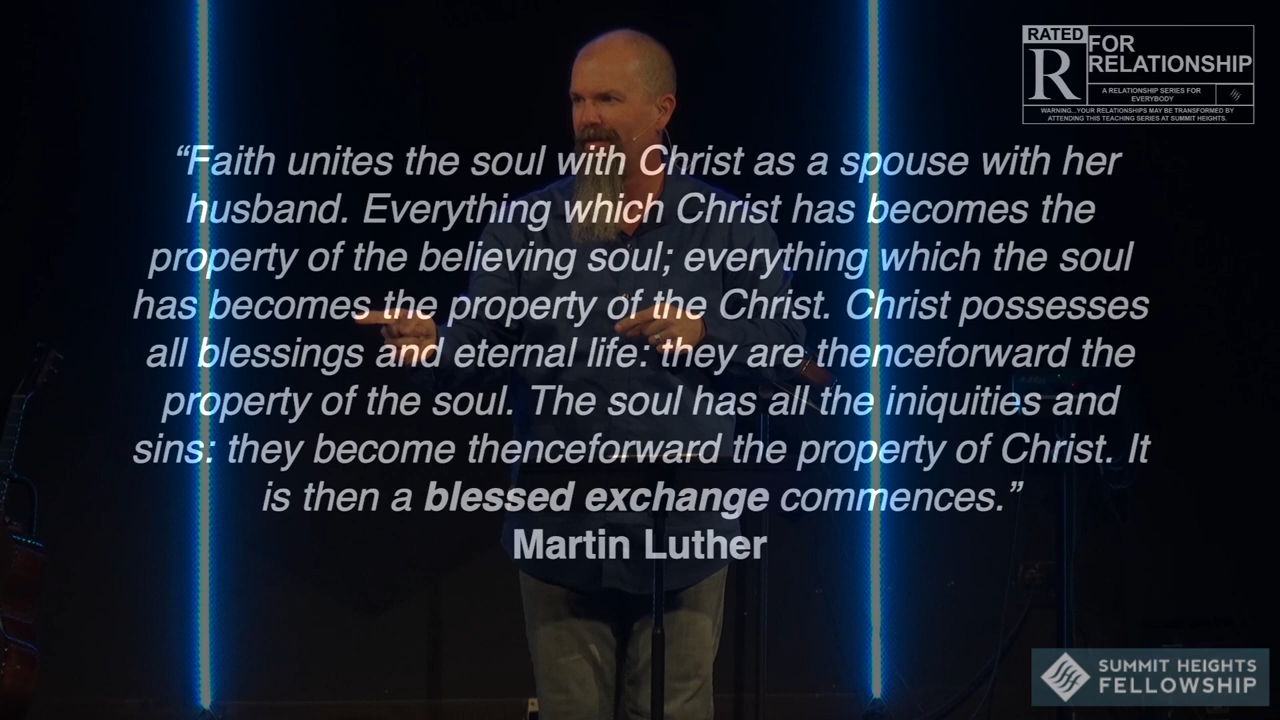 RATED
R
FOR
RELATIONSHIP
A RELATIONSHIP SERIES FOR
EVERYBODY
WARNING...YOUR RELATIONSHIPS MAY BE TRANSFORMED BY
ATTENDING THIS TEACHING SERIES AT SUMMIT HEIGHTS.
“Faith unites the soul with Christ as a spouse with her
husband. Everything which Christ has becomes the
property of the believing soul; everything which the soul
has becomes the property of the Christ. Christ possesses
all blessings and eternal life: they are thenceforward the
property of the soul. The soul has all the iniquities and
sins: they become thenceforward the property of Christ. It
is then a blessed exchange commences.”
Martin Luther
SUMMIT HEIGHTS
FELLOWSHIP